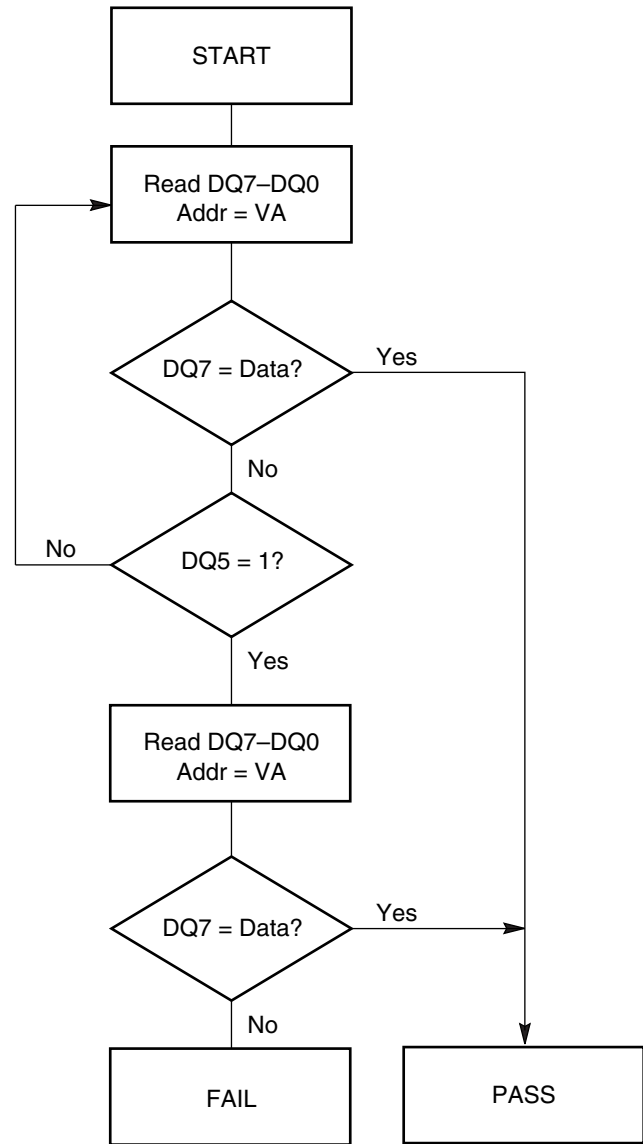 START
Read DQ7–DQ0
Addr = VA
DQ7 = Data?
Yes
No
No
DQ5 = 1?
Yes
Read DQ7–DQ0
Addr = VA
DQ7 = Data?
Yes
No
FAIL
PASS